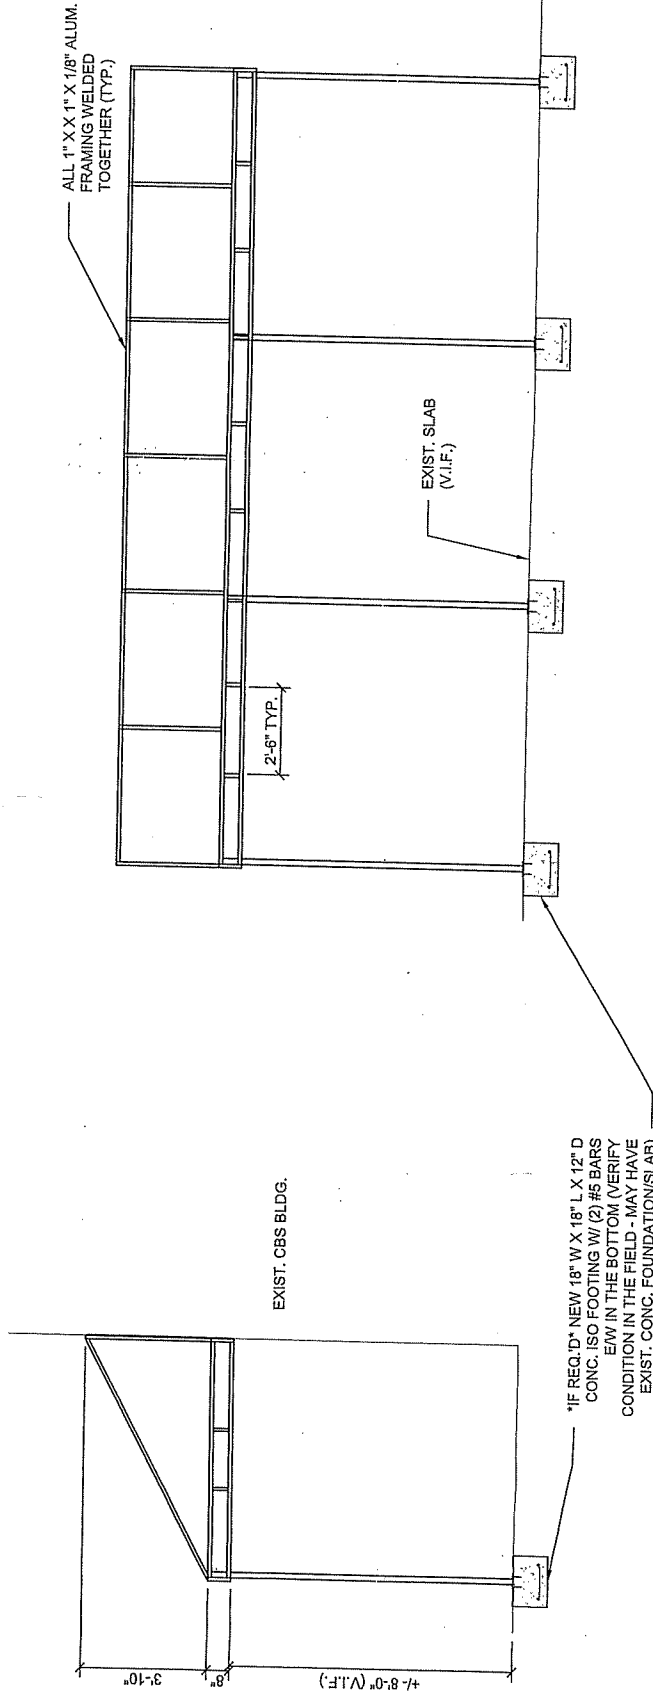 ALL 1" X X 1" X 1/8" ALUM.
FRAMING WELDED
TOGETHER (TYP.)
EXIST. SLAB
(V.I.F.)
2'-6" TYP.
EXIST. CBS BLDG.
*IF REQ.'D* NEW 18" W X 18" L X 12" D
CONC. ISO FOOTING W/ (2) #5 BARS
E/W IN THE BOTTOM (VERIFY
CONDITION IN THE FIELD - MAY HAVE
EXIST. CONC. FOUNDATION/SLAB)
3'-10"
8"
+/- 8'-0" (V.I.F.)